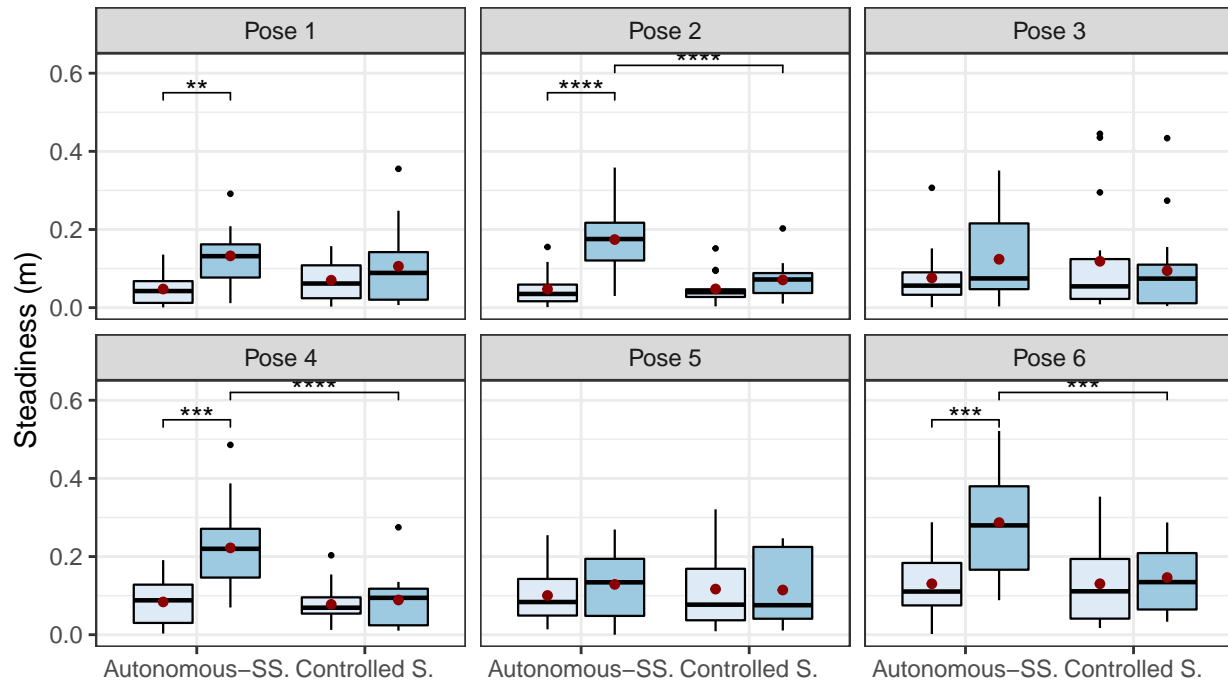 Pose 1 Pose 2 Pose 3
0.6
** **** ****
0.4
0.2
0.0
Pose 4 Pose 5 Pose 6
0.6
*** **** *** ***
0.4
0.2
0.0
Steadiness (m)
Autonomous−SS. Controlled S. Autonomous−SS. Controlled S. Autonomous−SS. Controlled S.